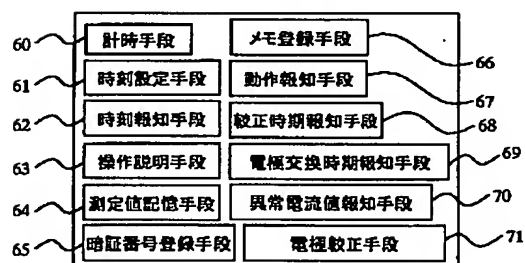 60 計時手段 メモ登録手段 66
61 時刻設定手段 動作報知手段 67
62 時刻報知手段 較正時期報知手段 68
63 操作説明手段 電極交換時期報知手段 69
64 測定値記憶手段 異常電流値報知手段 70
65 暗証番号登録手段 電極較正手段 71